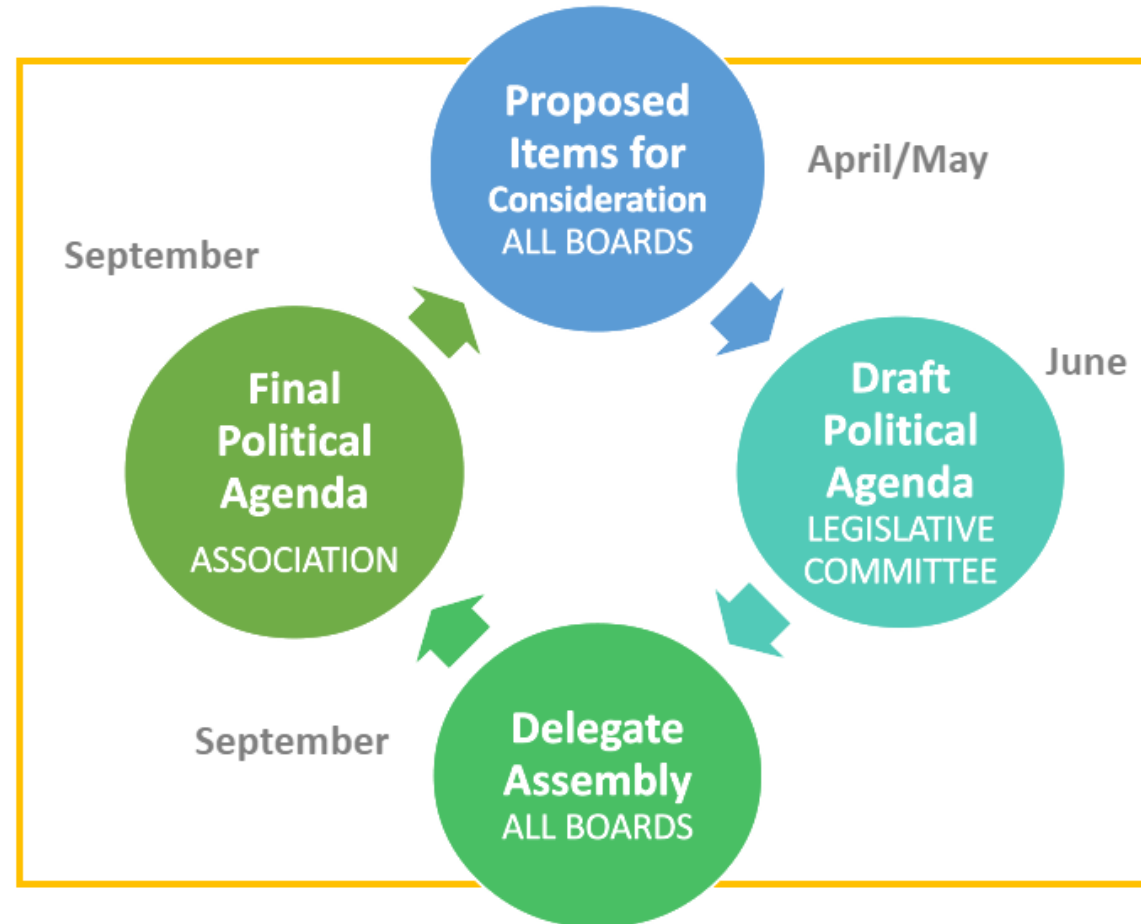 Proposed
Items for
Consideration
ALL BOARDS
April/May
June
Draft
Political
Agenda
LEGISLATIVE
COMMITTEE
Delegate
Assembly
ALL BOARDS
September
Final
Political
Agenda
ASSOCIATION
September